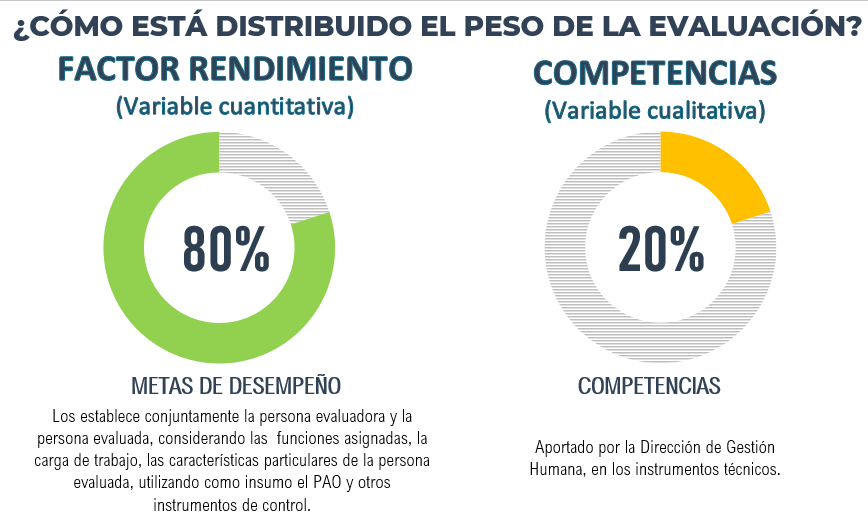 ¿CÓMO ESTÁ DISTRIBUIDO EL PESO DE LA EVALUACIÓN?
FACTOR RENDIMIENTO
(Variable cuantitativa)
80%
METAS DE DESEMPEÑO
Los establece conjuntamente la persona evaluadora y la
persona evaluada, considerando las funciones asignadas, la
carga de trabajo, las características particulares de la persona
evaluada, utilizando como insumo el PAO y otros
instrumentos de control.
COMPETENCIAS
(Variable cualitativa)
20%
COMPETENCIAS
Aportado por la Dirección de Gestión
Humana, en los instrumentos técnicos.